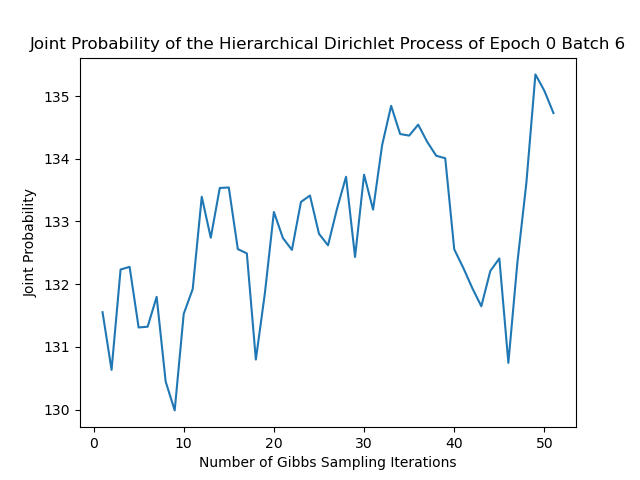 Joint Probability of the Hierarchical Dirichlet Process of Epoch 0 Batch 6
135
134
133
132
131
130
Joint Probability
0 10 20 30 40 50
Number of Gibbs Sampling Iterations